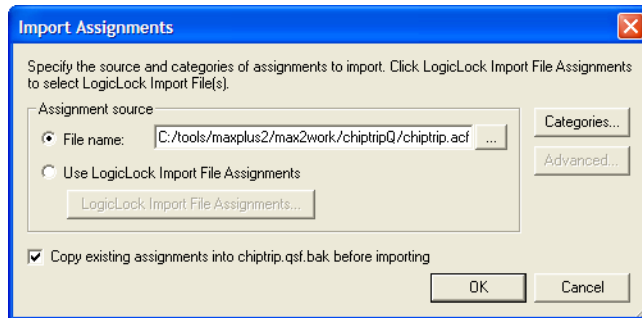 Import Assignments
Specify the source and categories of assignments to import. Click LogicLock Import File Assignments
to select LogicLock Import File(s).
Assignment source
File name: C:/tools/maxplus2/max2work/chiptripQ/chiptrip.acf ...
Categories...
Use LogicLock Import File Assignments
Advanced...
LogicLock Import File Assignments...
Copy existing assignments into chiptrip.qsf.bak before importing
OK Cancel